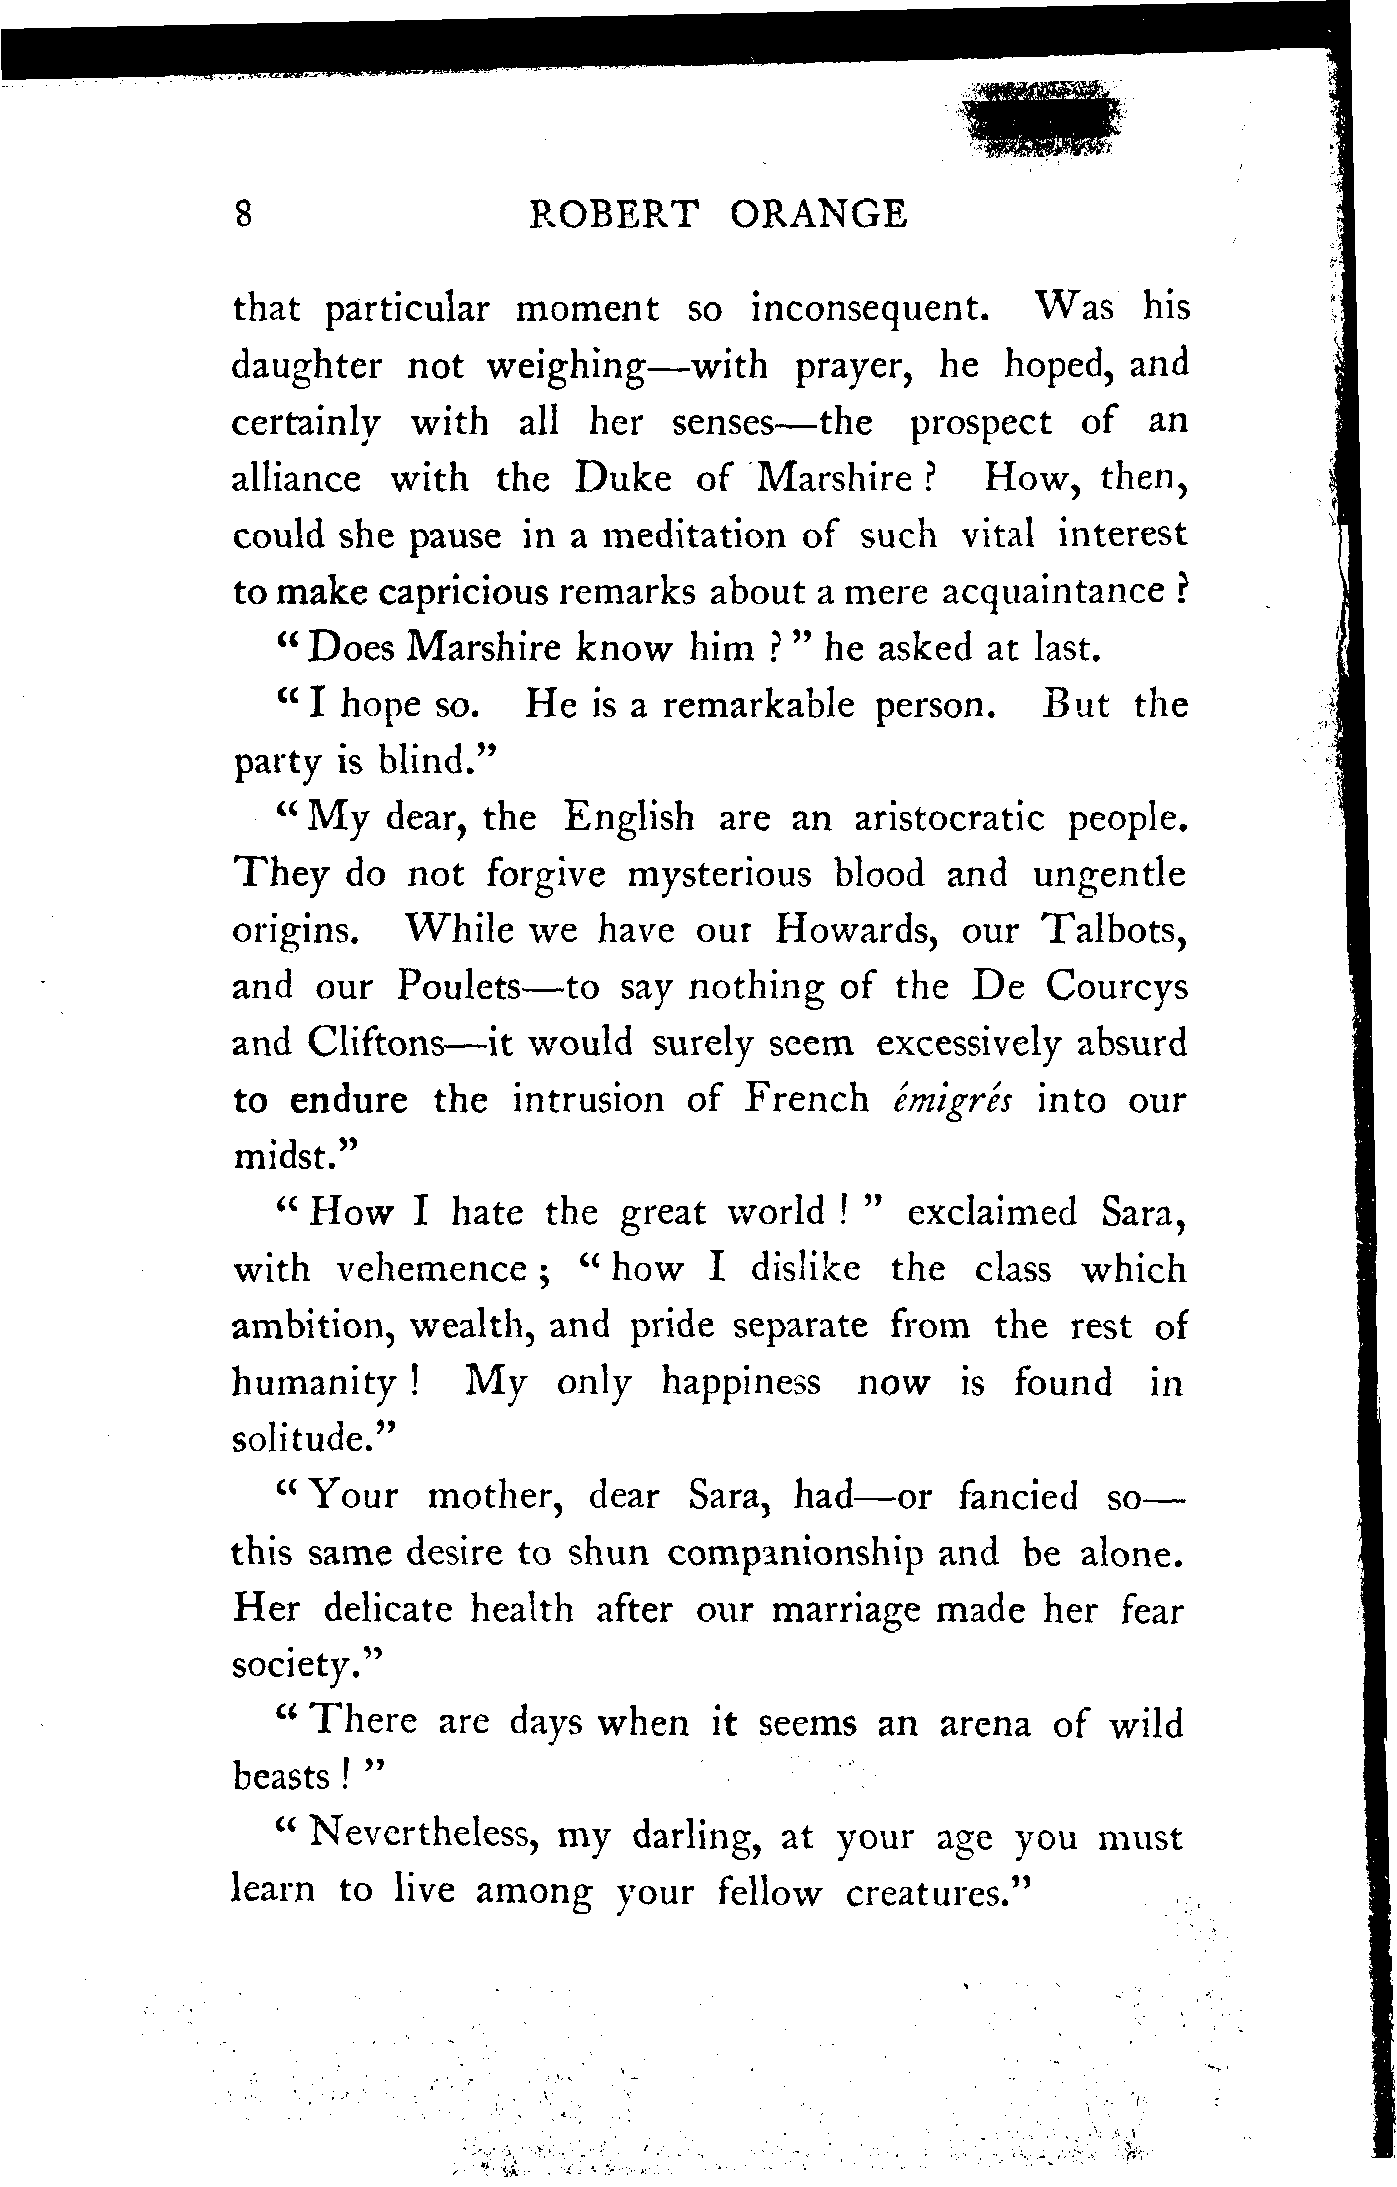 8 ROBERT ORANGE
that particular moment so inconsequent. Was his
daughter not weighing—with prayer, he hoped, and
certainly with all her senses—the prospect of an
alliance with the Duke of Marshire ? How, then,
could she pause in a meditation of such vital interest
to make capricious remarks about a mere acquaintance ?
“ Does Marshire know him ? ” he asked at last.
“ I hope so. He is a remarkable person. But the
party is blind.”
“ My dear, the English are an aristocratic people.
They do not forgive mysterious blood and ungentle
origins. While we have our Howards, our Talbots,
and our Poulets—to say nothing of the De Courcys
and Cliftons—it would surely seem excessively absurd
to endure the intrusion of French émigrés into our
midst.”
“ How I hate the great world ! ” exclaimed Sara,
with vehemence ; “ how I dislike the class which
ambition, wealth, and pride separate from the rest of
humanity ! My only happiness now is found in
solitude.”
“ Your mother, dear Sara, had—or fancied so—
this same desire to shun companionship and be alone.
Her delicate health after our marriage made her fear
society.”
“ There are days when it seems an arena of wild
beasts ! ”
“ Nevertheless, my darling, at your age you must
learn to live among your fellow creatures.”